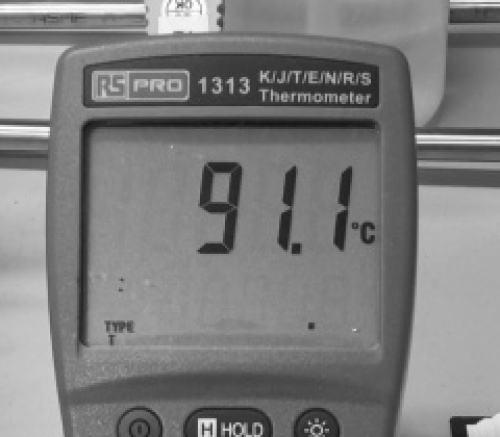 RS PRO 1313 K/J/T/E/N/R/S
Thermometer
91.1 °C
TYPE
T
H HOLD